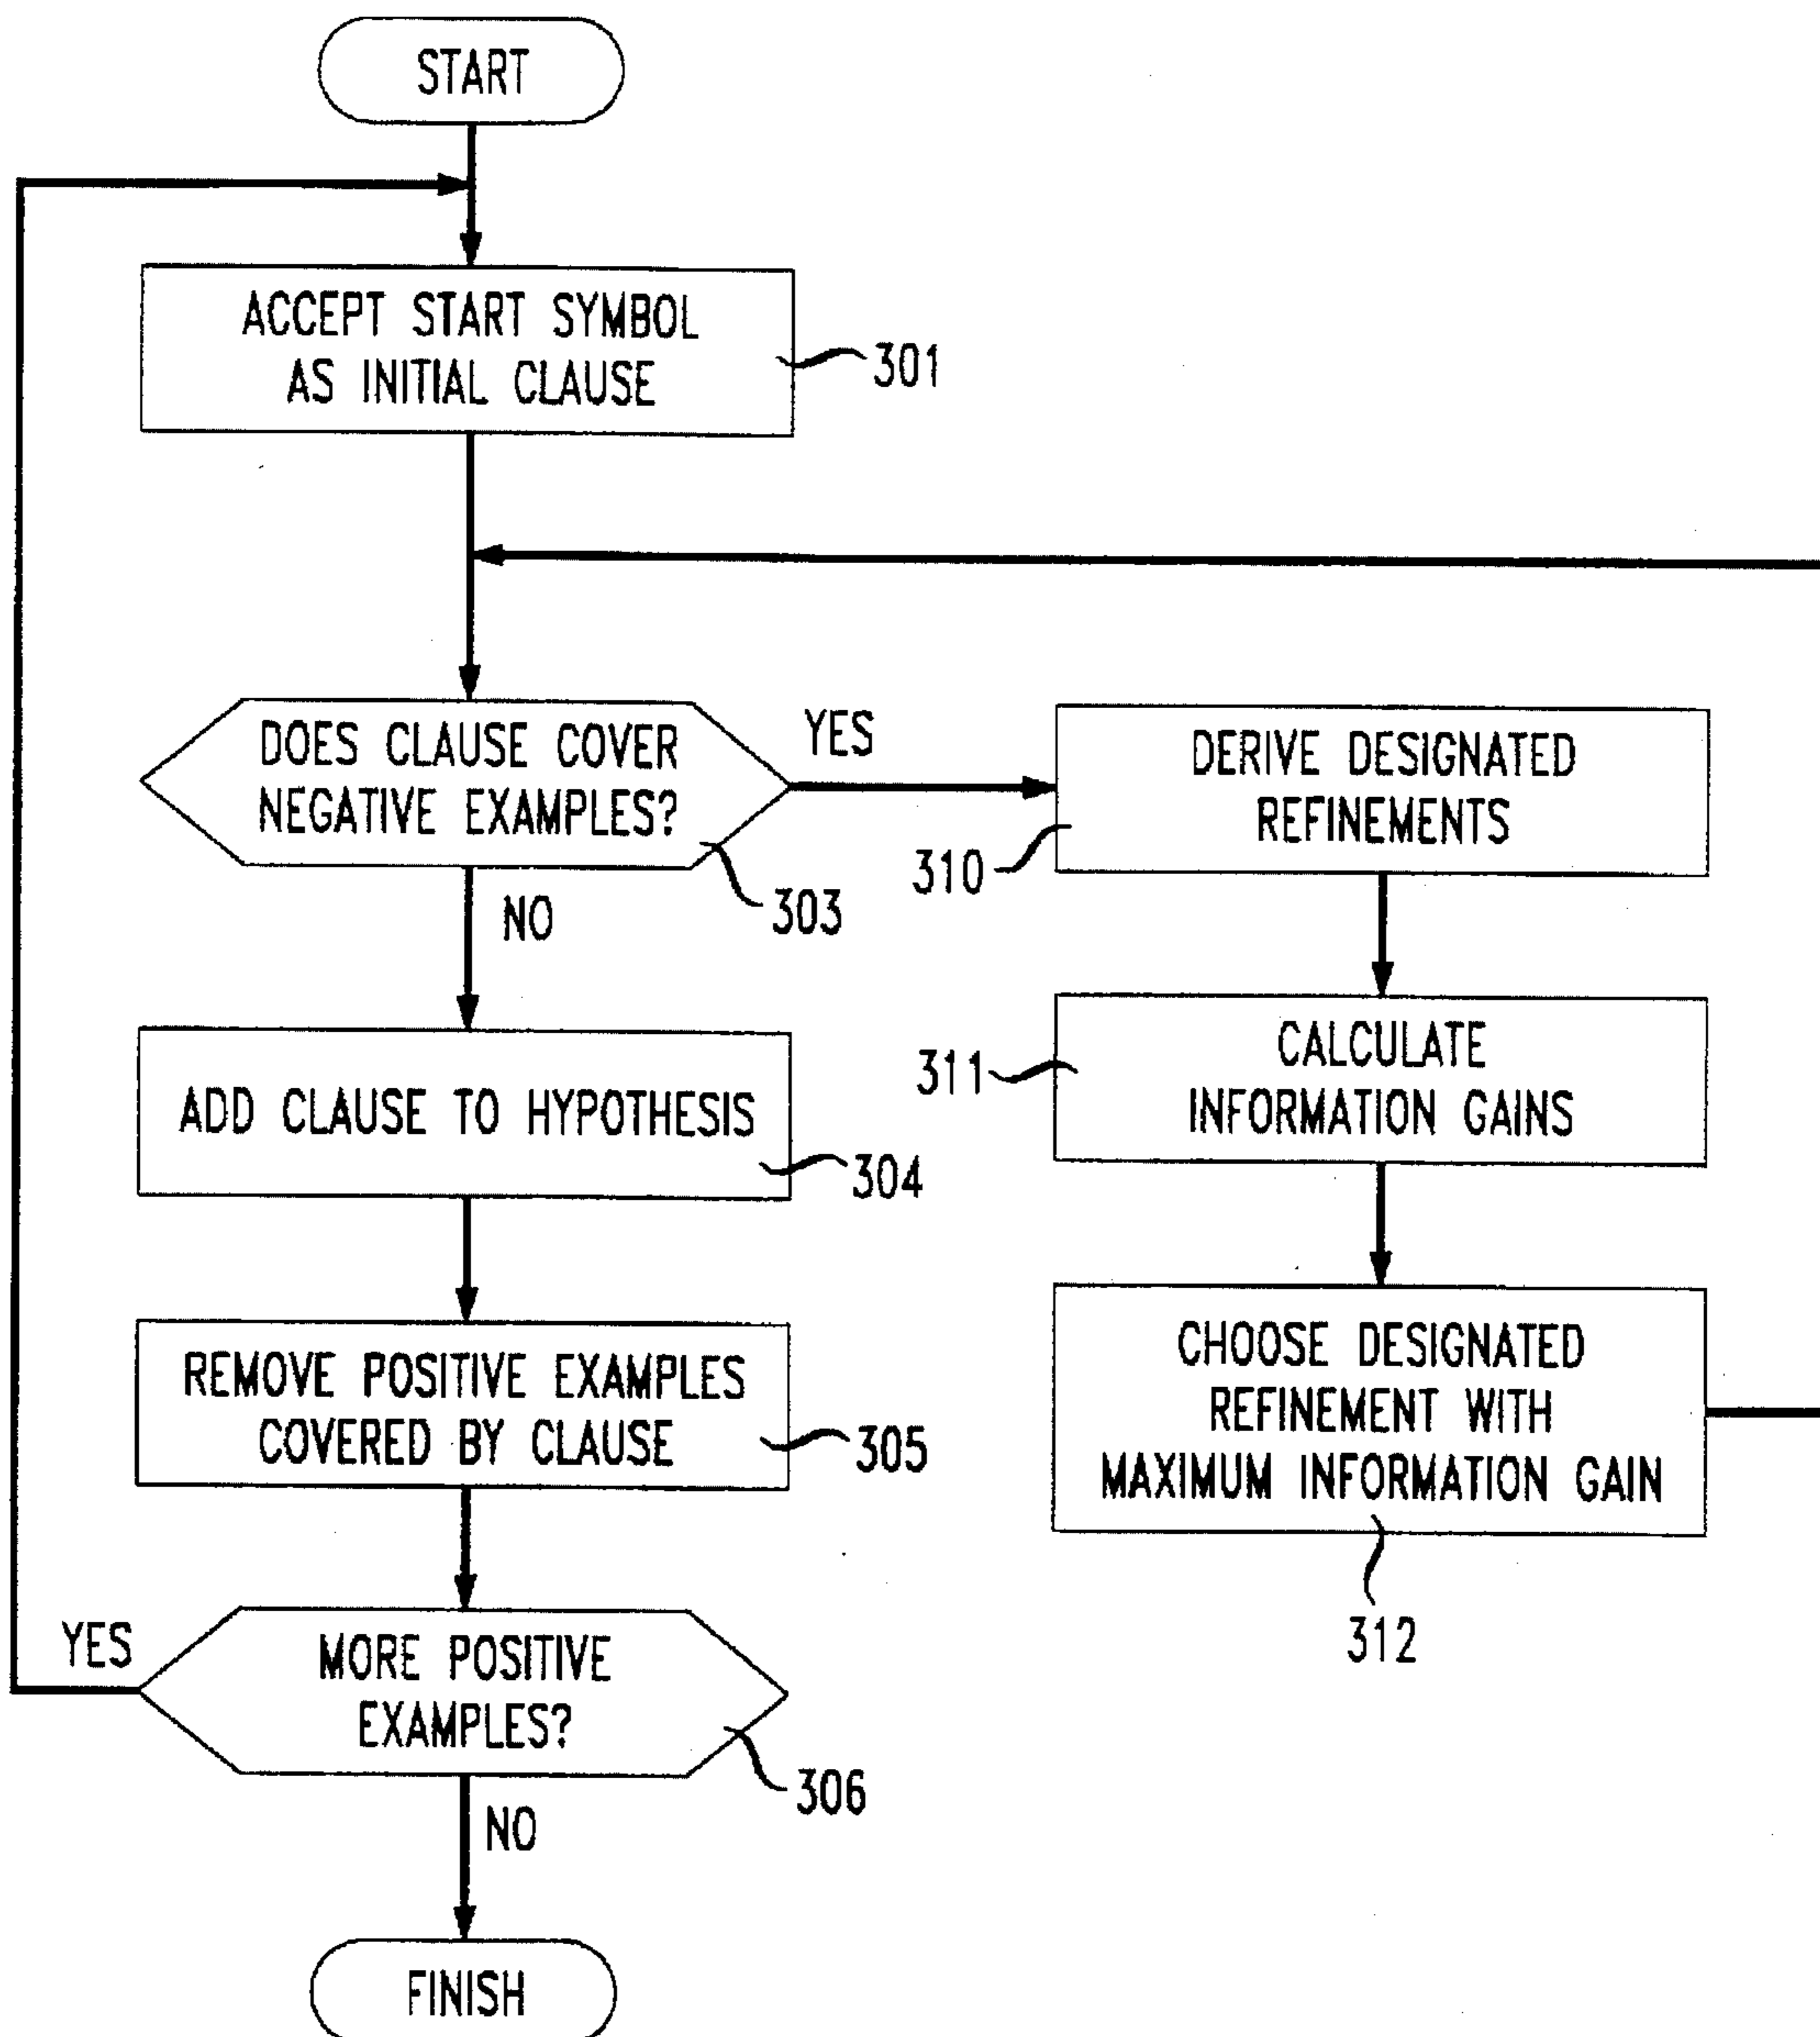 START
ACCEPT START SYMBOL
AS INITIAL CLAUSE
301
DOES CLAUSE COVER
NEGATIVE EXAMPLES?
303
YES
NO
DERIVE DESIGNATED
REFINEMENTS
310
CALCULATE
INFORMATION GAINS
311
CHOOSE DESIGNATED
REFINEMENT WITH
MAXIMUM INFORMATION GAIN
312
ADD CLAUSE TO HYPOTHESIS
304
REMOVE POSITIVE EXAMPLES
COVERED BY CLAUSE
305
MORE POSITIVE
EXAMPLES?
306
YES
NO
FINISH